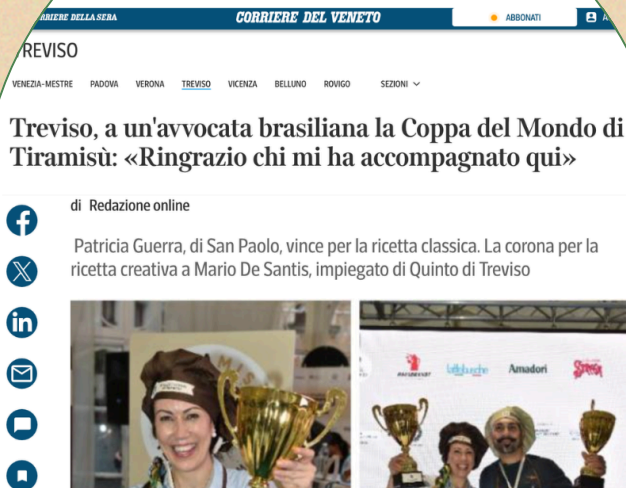 CORRIERE DELLA SERA
CORRIERE DEL VENETO
ABBONATI
TREVISO
VENEZIA-MESTRE PADOVA VERONA TREVISO VICENZA BELLUNO ROVIGO SEZIONI
Treviso, a un'avvocata brasiliana la Coppa del Mondo di
Tiramisù: «Ringrazio chi mi ha accompagnato qui»
di Redazione online
Patricia Guerra, di San Paolo, vince per la ricetta classica. La corona per la
ricetta creativa a Mario De Santis, impiegato di Quinto di Treviso
lattebusche
Amadori